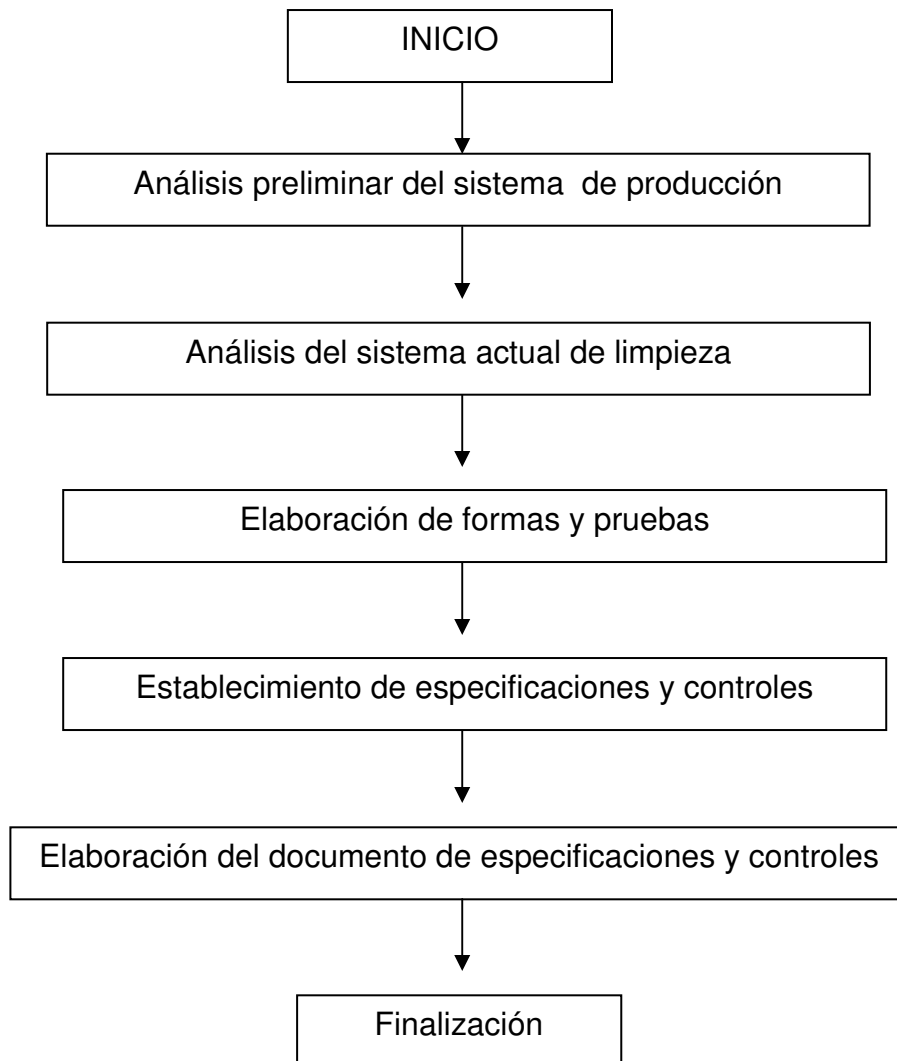 INICIO
Análisis preliminar del sistema  de producción
Análisis del sistema actual de limpieza
Elaboración de formas y pruebas
Establecimiento de especificaciones y controles
Elaboración del documento de especificaciones y controles
Finalización